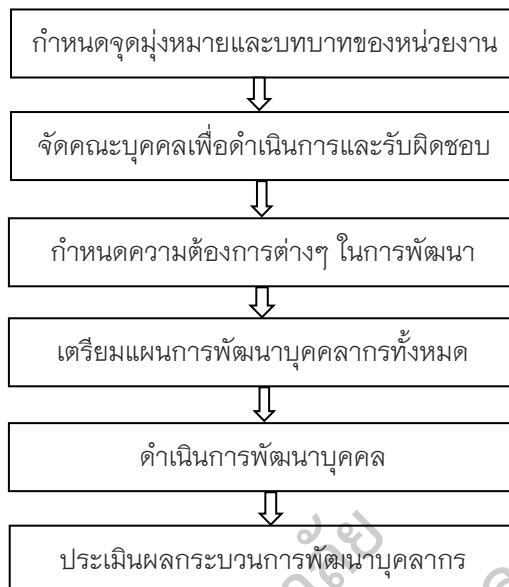 กำหนดจุดมุ่งหมายและบทบาทของหน่วยงาน
จัดคณะบุคคลเพื่อดำเนินการและรับผิดชอบ
กำหนดความต้องการต่างๆ ในการพัฒนา
เตรียมแผนการพัฒนาบุคคลากรทั้งหมด
ดำเนินการพัฒนาบุคคล
ประเมินผลกระบวนการพัฒนาบุคลากร